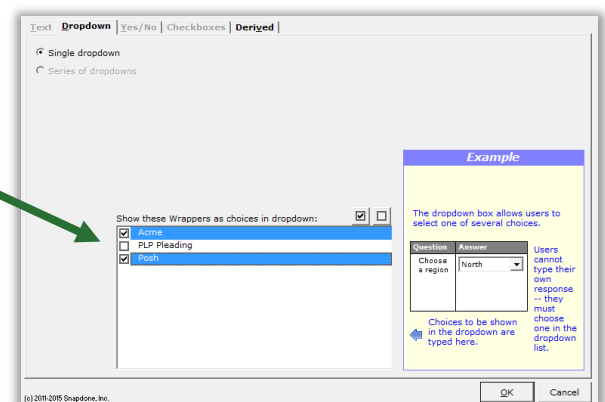 Text Dropdown Yes/No Checkboxes Derived
Single dropdown
Series of dropdowns
Show these Wrappers as choices in dropdown:
Acme
PLP Pleading
Posh
Example
The dropdown box allows users to
select one of several choices.
Question Answer
Choose
a region
North
Users
cannot
type their
own
response
-- they
must
choose
one in the
dropdown
list.
Choices to be shown
in the dropdown are
typed here.
(c) 2011-2015 Snapdone, Inc.
OK Cancel